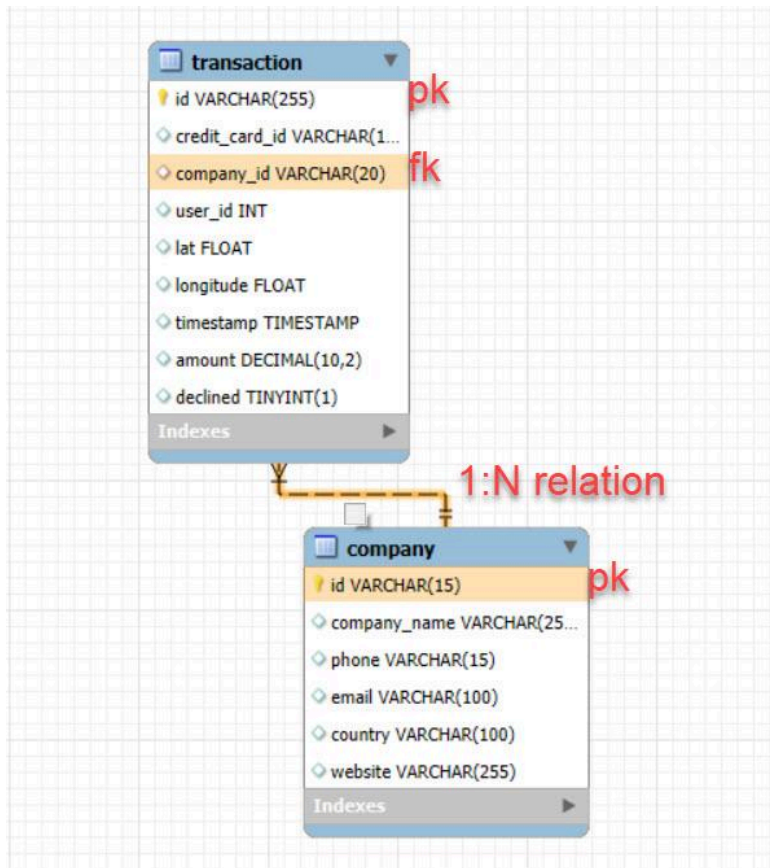 transaction
id VARCHAR(255)
pk
credit_card_id VARCHAR(1...
company_id VARCHAR(20)
fk
user_id INT
lat FLOAT
longitude FLOAT
timestamp TIMESTAMP
amount DECIMAL(10,2)
declined TINYINT(1)
Indexes
1:N relation
company
id VARCHAR(15)
pk
company_name VARCHAR(25...
phone VARCHAR(15)
email VARCHAR(100)
country VARCHAR(100)
website VARCHAR(255)
Indexes